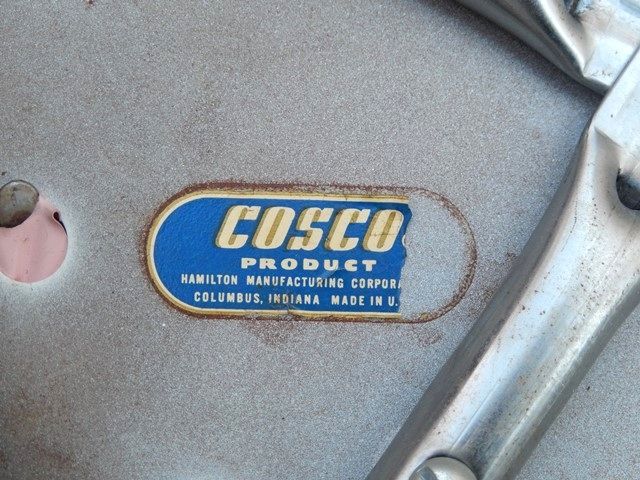 COSCO
PRODUCT
HAMILTON MANUFACTURING CORPORA
COLUMBUS, INDIANA MADE IN U.